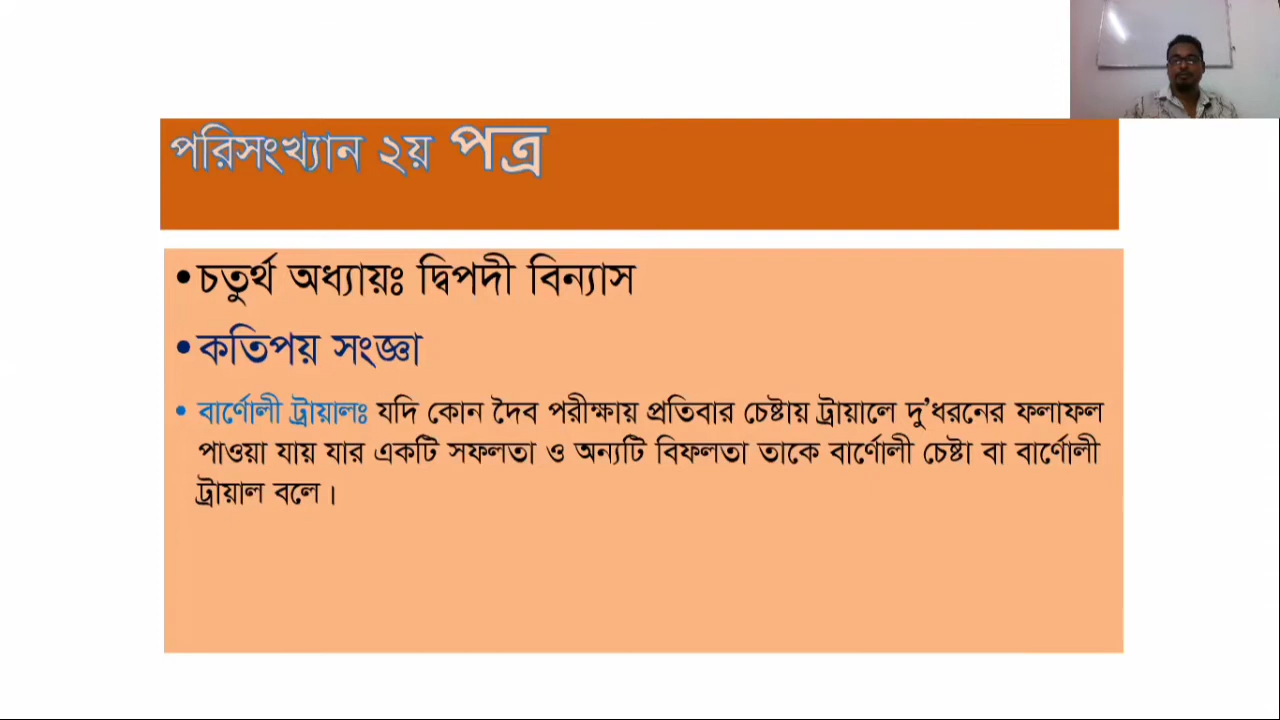 পরিসংখ্যান ২য় পত্র
•চতুর্থ অধ্যায়ঃ দ্বিপদী বিন্যাস
•কতিপয় সংজ্ঞা
• বার্ণোলী ট্রায়ালঃ যদি কোন দৈব পরীক্ষায় প্রতিবার চেষ্টায় ট্রায়ালে দু’ধরনের ফলাফল
পাওয়া যায় যার একটি সফলতা ও অন্যটি বিফলতা তাকে বার্ণোলী চেষ্টা বা বার্ণোলী
ট্রায়াল বলে।